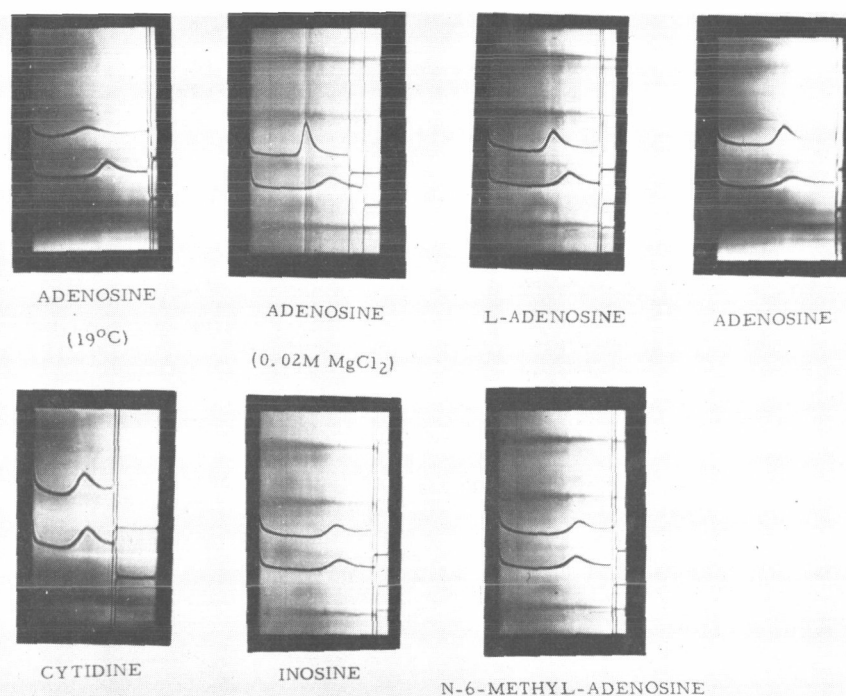 ADENOSINE
(19°C)
ADENOSINE
(0.02M MgCl₂)
L-ADENOSINE
ADENOSINE
CYTIDINE
INOSINE
N-6-METHYL-ADENOSINE